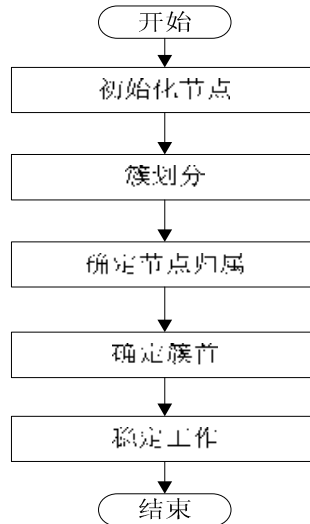 开始
初始化节点
簇划分
确定节点归属
确定簇首
稳定工作
结束